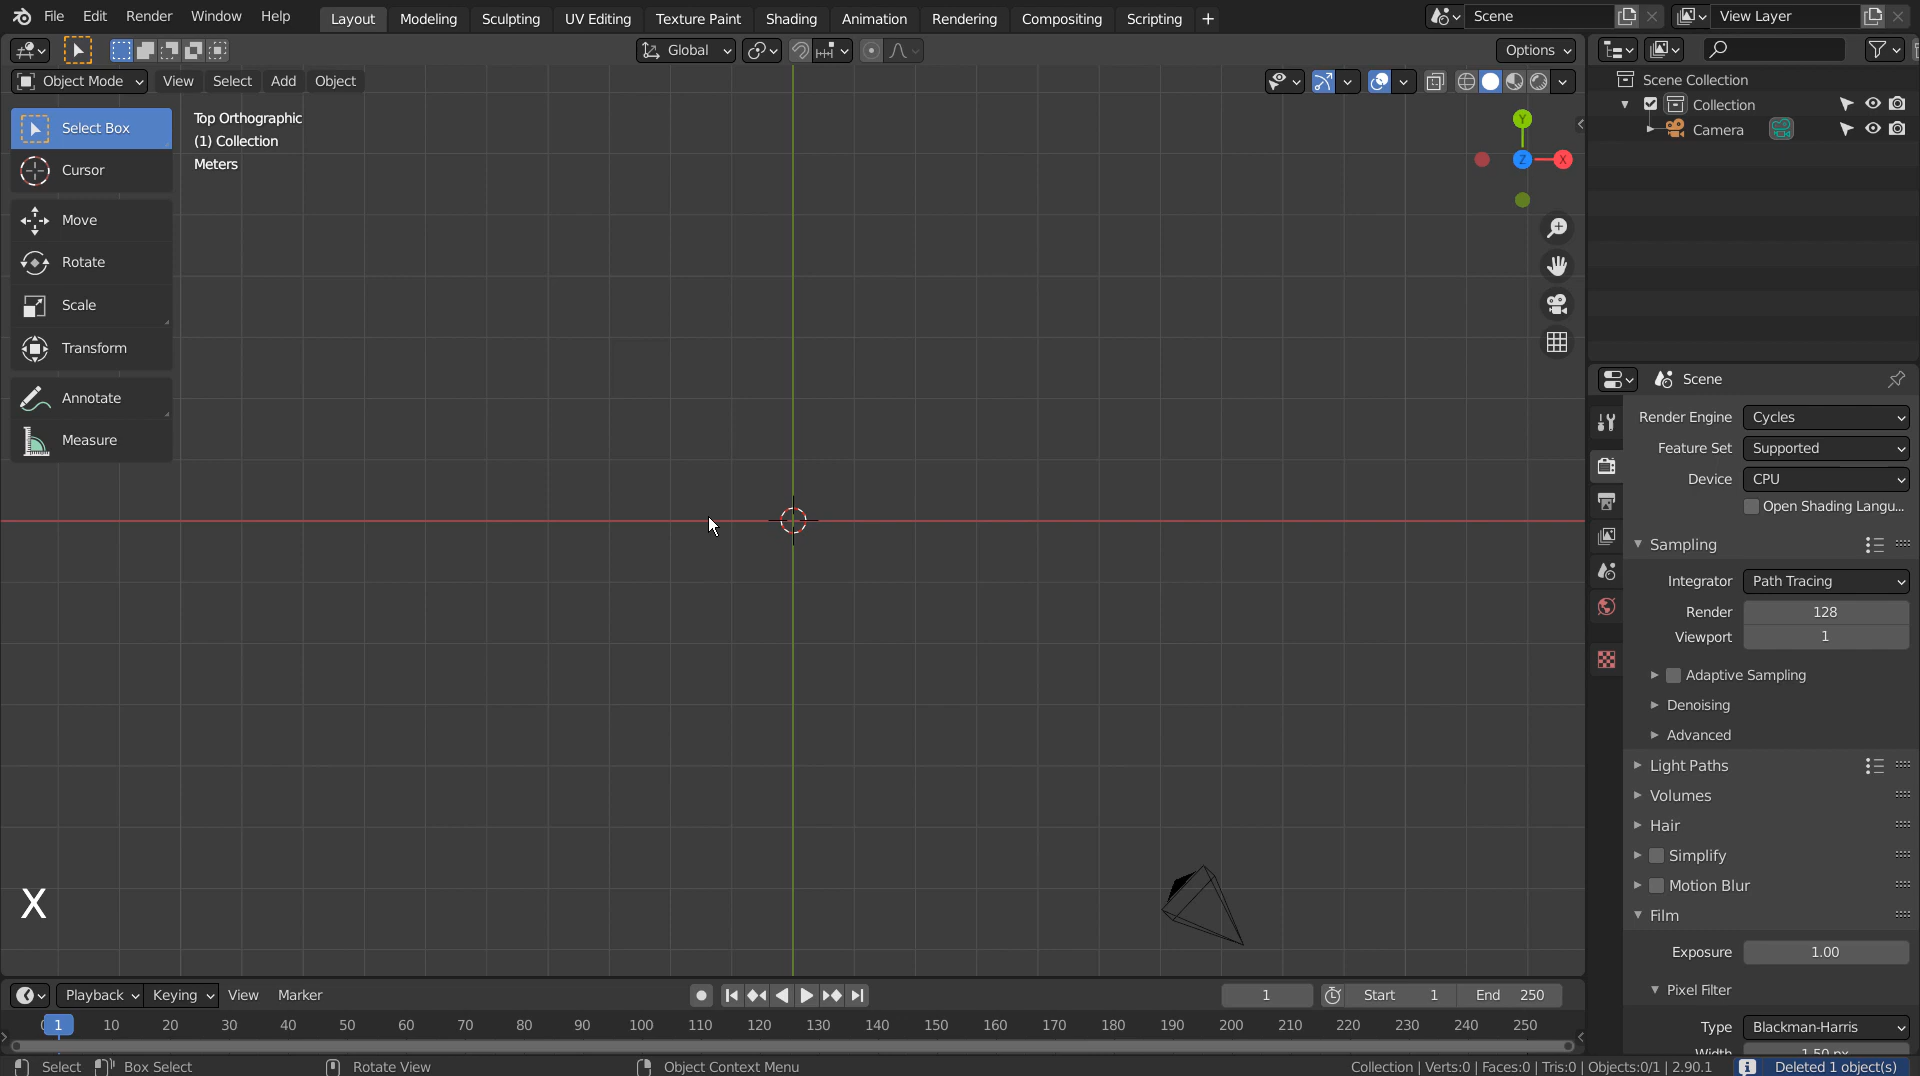 File Edit Render Window Help Layout Modeling Sculpting UV Editing Texture Paint Shading Animation Rendering Compositing Scripting + Scene View Layer
Global Options
Object Mode View Select Add Object
Select Box
Cursor
Move
Rotate
Scale
Transform
Annotate
Measure
Top Orthographic
(1) Collection
Meters
Y
Z
X
Scene Collection
Collection
Camera
Scene
Render Engine Cycles
Feature Set Supported
Device CPU
Open Shading Langu...
Sampling
Integrator Path Tracing
Render 128
Viewport 1
Adaptive Sampling
Denoising
Advanced
Light Paths
Volumes
Hair
Simplify
Motion Blur
Film
Exposure 1.00
Pixel Filter
Type Blackman-Harris
Width 1.50 px
X
Playback Keying View Marker 1 Start 1 End 250
1 10 20 30 40 50 60 70 80 90 100 110 120 130 140 150 160 170 180 190 200 210 220 230 240 250
Select Box Select Rotate View Object Context Menu Collection | Verts:0 | Faces:0 | Tris:0 | Objects:0/1 | 2.90.1 Deleted 1 object(s)